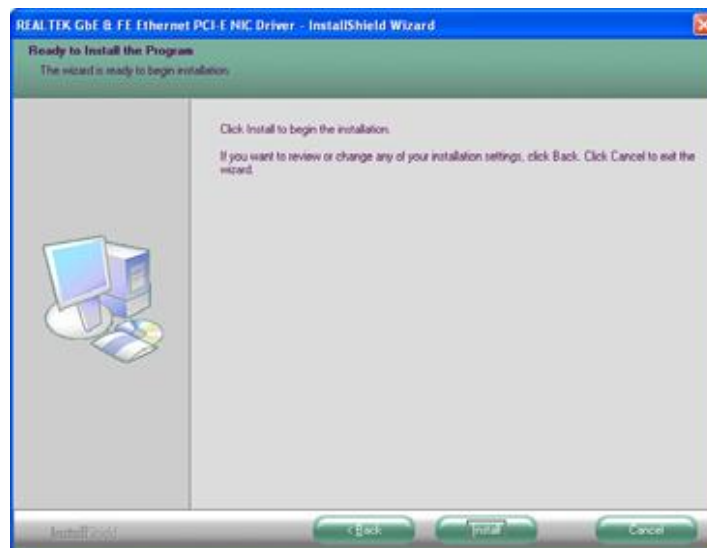 REALTEK GbE & FE Ethernet PCI-E NIC Driver - InstallShield Wizard
Ready to Install the Program
The wizard is ready to begin installation.
Click Install to begin the installation.
If you want to review or change any of your installation settings, click Back. Click Cancel to exit the
wizard.
InstallShield
< Back
Install
Cancel